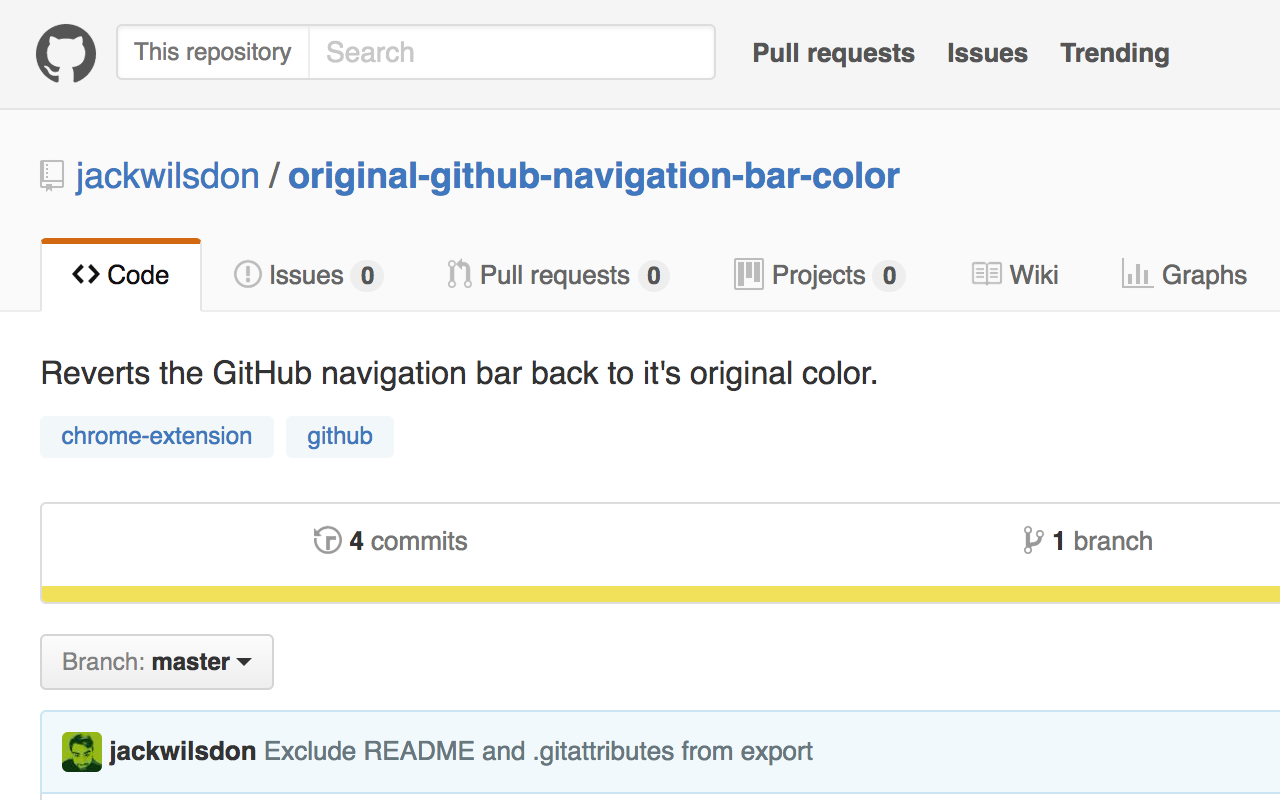 This repository Search Pull requests Issues Trending
jackwilsdon / original-github-navigation-bar-color
Code Issues 0 Pull requests 0 Projects 0 Wiki Graphs
Reverts the GitHub navigation bar back to it's original color.
chrome-extension github
4 commits 1 branch
Branch: master
jackwilsdon Exclude README and .gitattributes from export